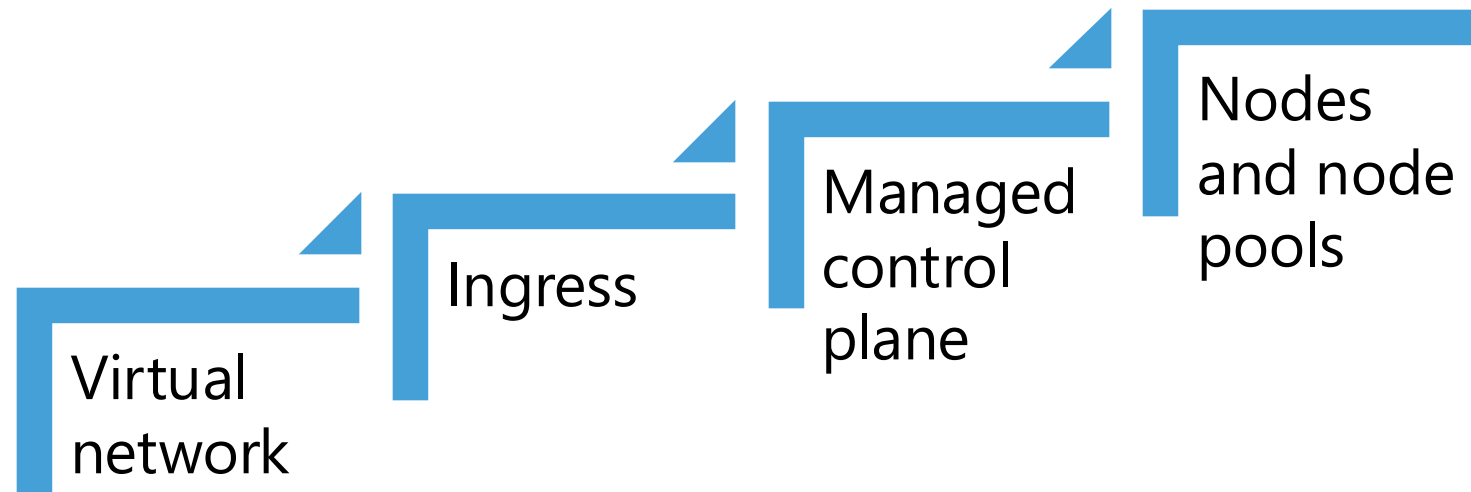 Virtual
network
Ingress
Managed
control
plane
Nodes
and node
pools